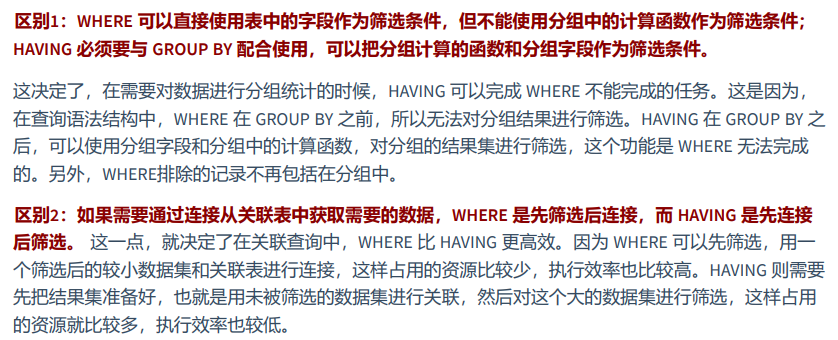 区别1：WHERE 可以直接使用表中的字段作为筛选条件，但不能使用分组中的计算函数作为筛选条件；
HAVING 必须要与 GROUP BY 配合使用，可以把分组计算的函数和分组字段作为筛选条件。
这决定了，在需要对数据进行分组统计的时候，HAVING 可以完成 WHERE 不能完成的任务。这是因为，
在查询语法结构中，WHERE 在 GROUP BY 之前，所以无法对分组结果进行筛选。HAVING 在 GROUP BY 之
后，可以使用分组字段和分组中的计算函数，对分组的结果集进行筛选，这个功能是 WHERE 无法完成
的。另外，WHERE排除的记录不再包括在分组中。
区别2：如果需要通过连接从关联表中获取需要的数据，WHERE 是先筛选后连接，而 HAVING 是先连接
后筛选。 这一点，就决定了在关联查询中，WHERE 比 HAVING 更高效。因为 WHERE 可以先筛选，用一
个筛选后的较小数据集和关联表进行连接，这样占用的资源比较少，执行效率也比较高。HAVING 则需要
先把结果集准备好，也就是用未被筛选的数据集进行关联，然后对这个大的数据集进行筛选，这样占用
的资源就比较多，执行效率也较低。